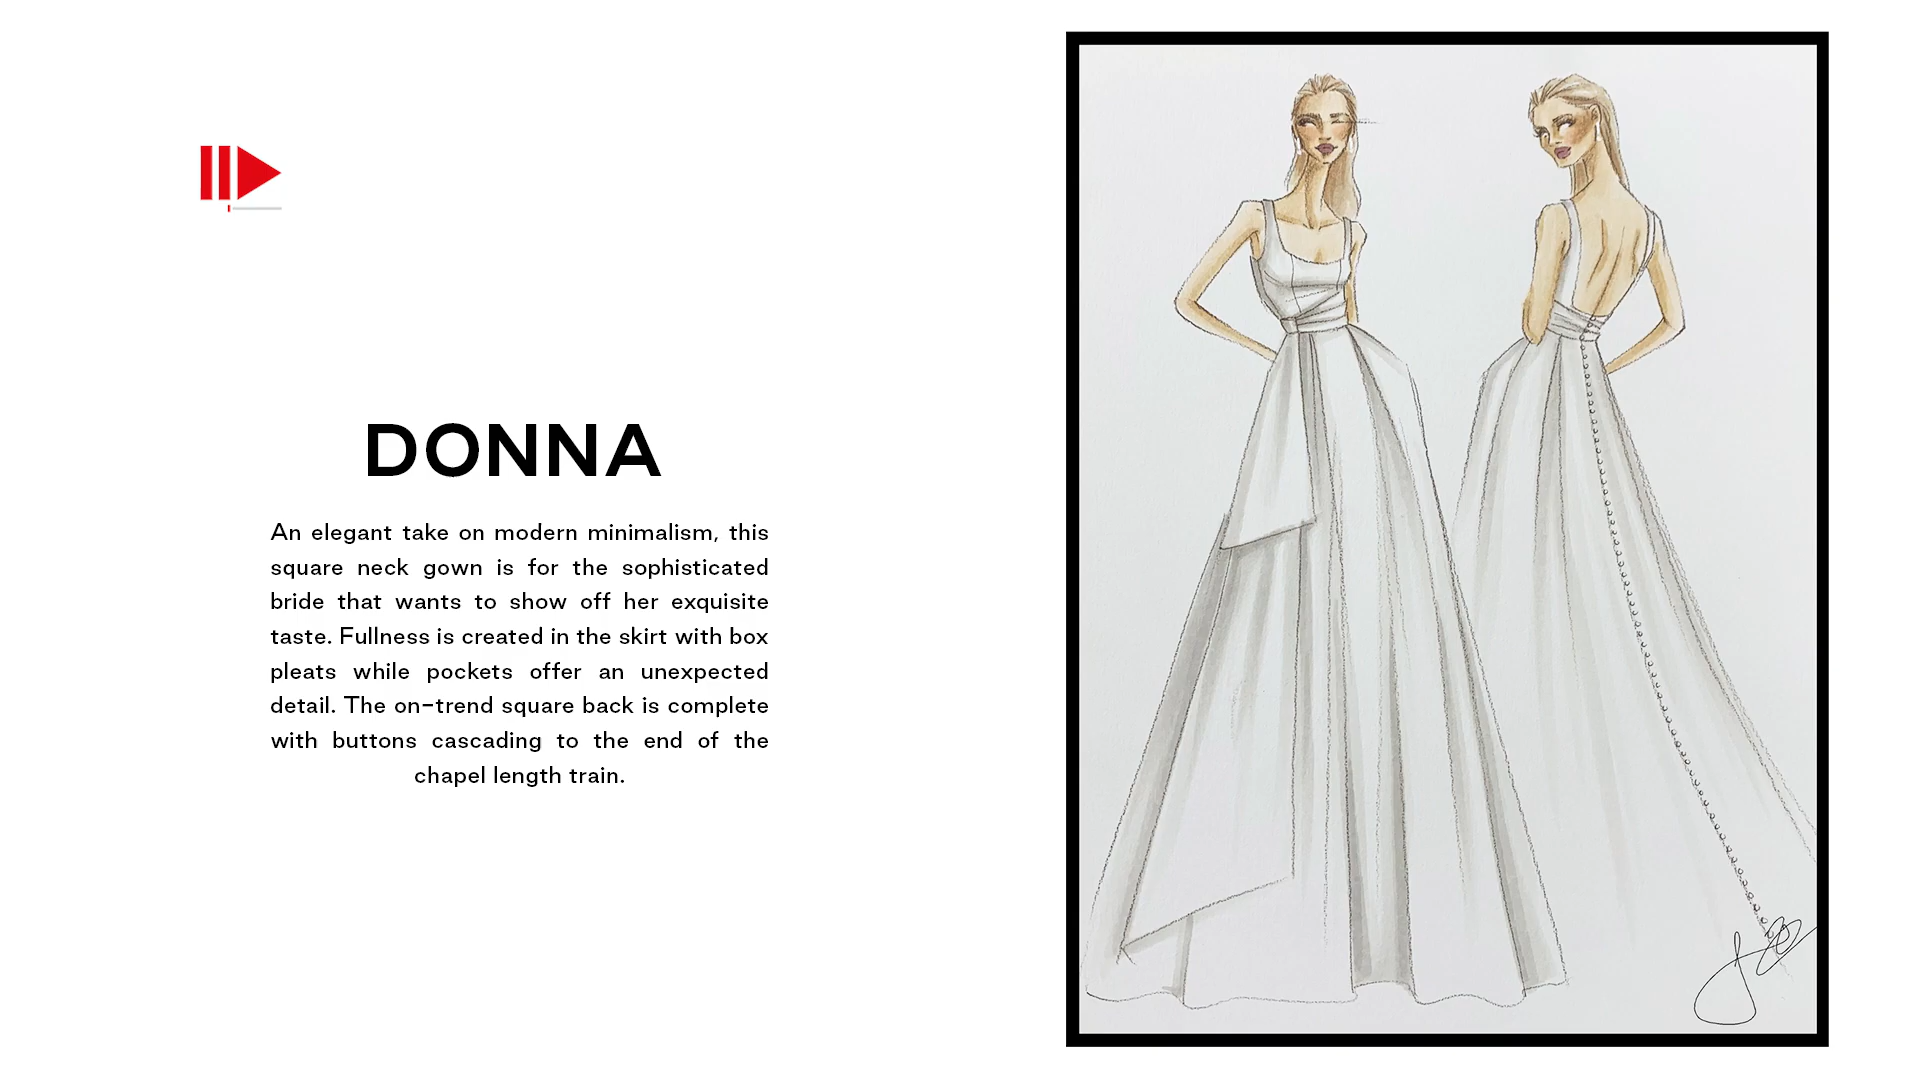 DONNA
An elegant take on modern minimalism, this
square neck gown is for the sophisticated
bride that wants to show off her exquisite
taste. Fullness is created in the skirt with box
pleats while pockets offer an unexpected
detail. The on-trend square back is complete
with buttons cascading to the end of the
chapel length train.